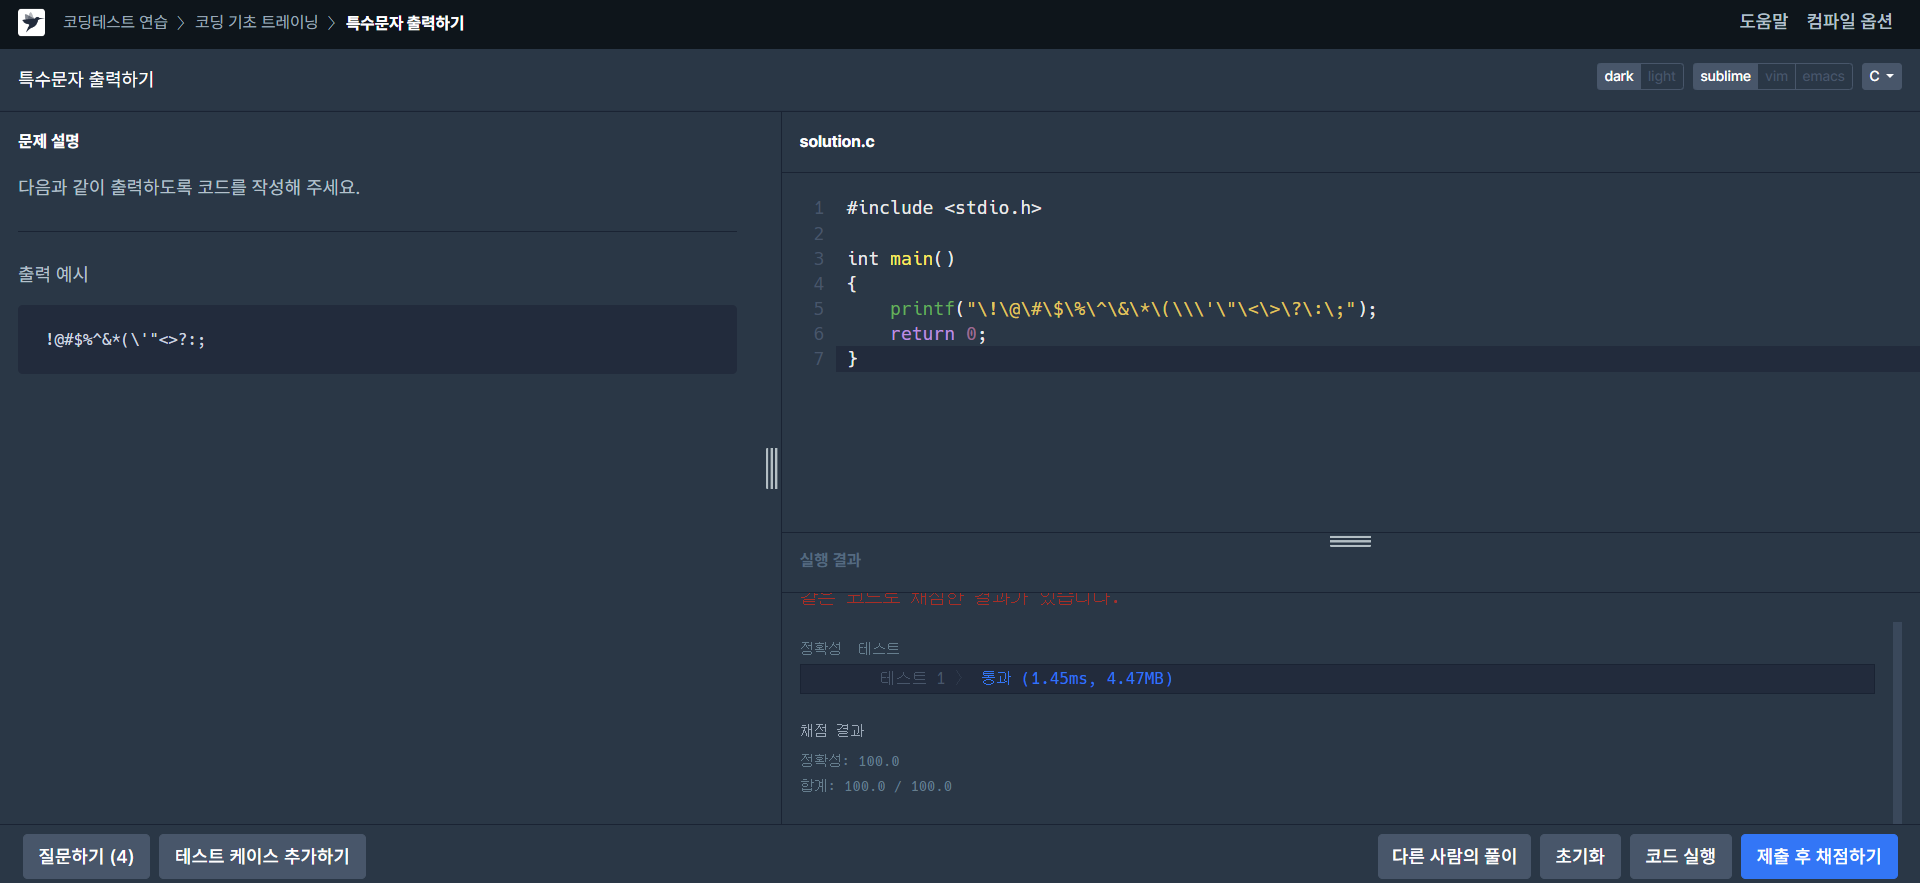 코딩테스트 연습 > 코딩 기초 트레이닝 > 특수문자 출력하기
도움말 컴파일 옵션
특수문자 출력하기
dark light sublime vim emacs C
문제 설명
다음과 같이 출력하도록 코드를 작성해 주세요.
출력 예시
!@#$%^&*(\'"<>?:;
solution.c
1 #include <stdio.h>
2
3 int main()
4 {
5 printf("\!\@\#\$\%\^\&\*\(\\\'\"\<\>\?\:\;");
6 return 0;
7 }
실행 결과
같은 코드로 채점한 결과가 있습니다.
정확성 테스트
테스트 1 > 통과 (1.45ms, 4.47MB)
채점 결과
정확성: 100.0
합계: 100.0 / 100.0
질문하기 (4) 테스트 케이스 추가하기
다른 사람의 풀이 초기화 코드 실행 제출 후 채점하기